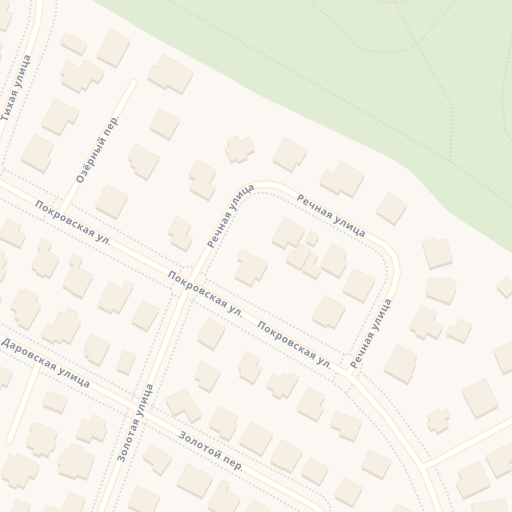 Тихая улица
Озёрный пер.
Покровская ул.
Речная улица
Речная улица
Покровская ул.
Покровская ул.
Речная улица
Даровская улица
Золотая улица
Золотой пер.